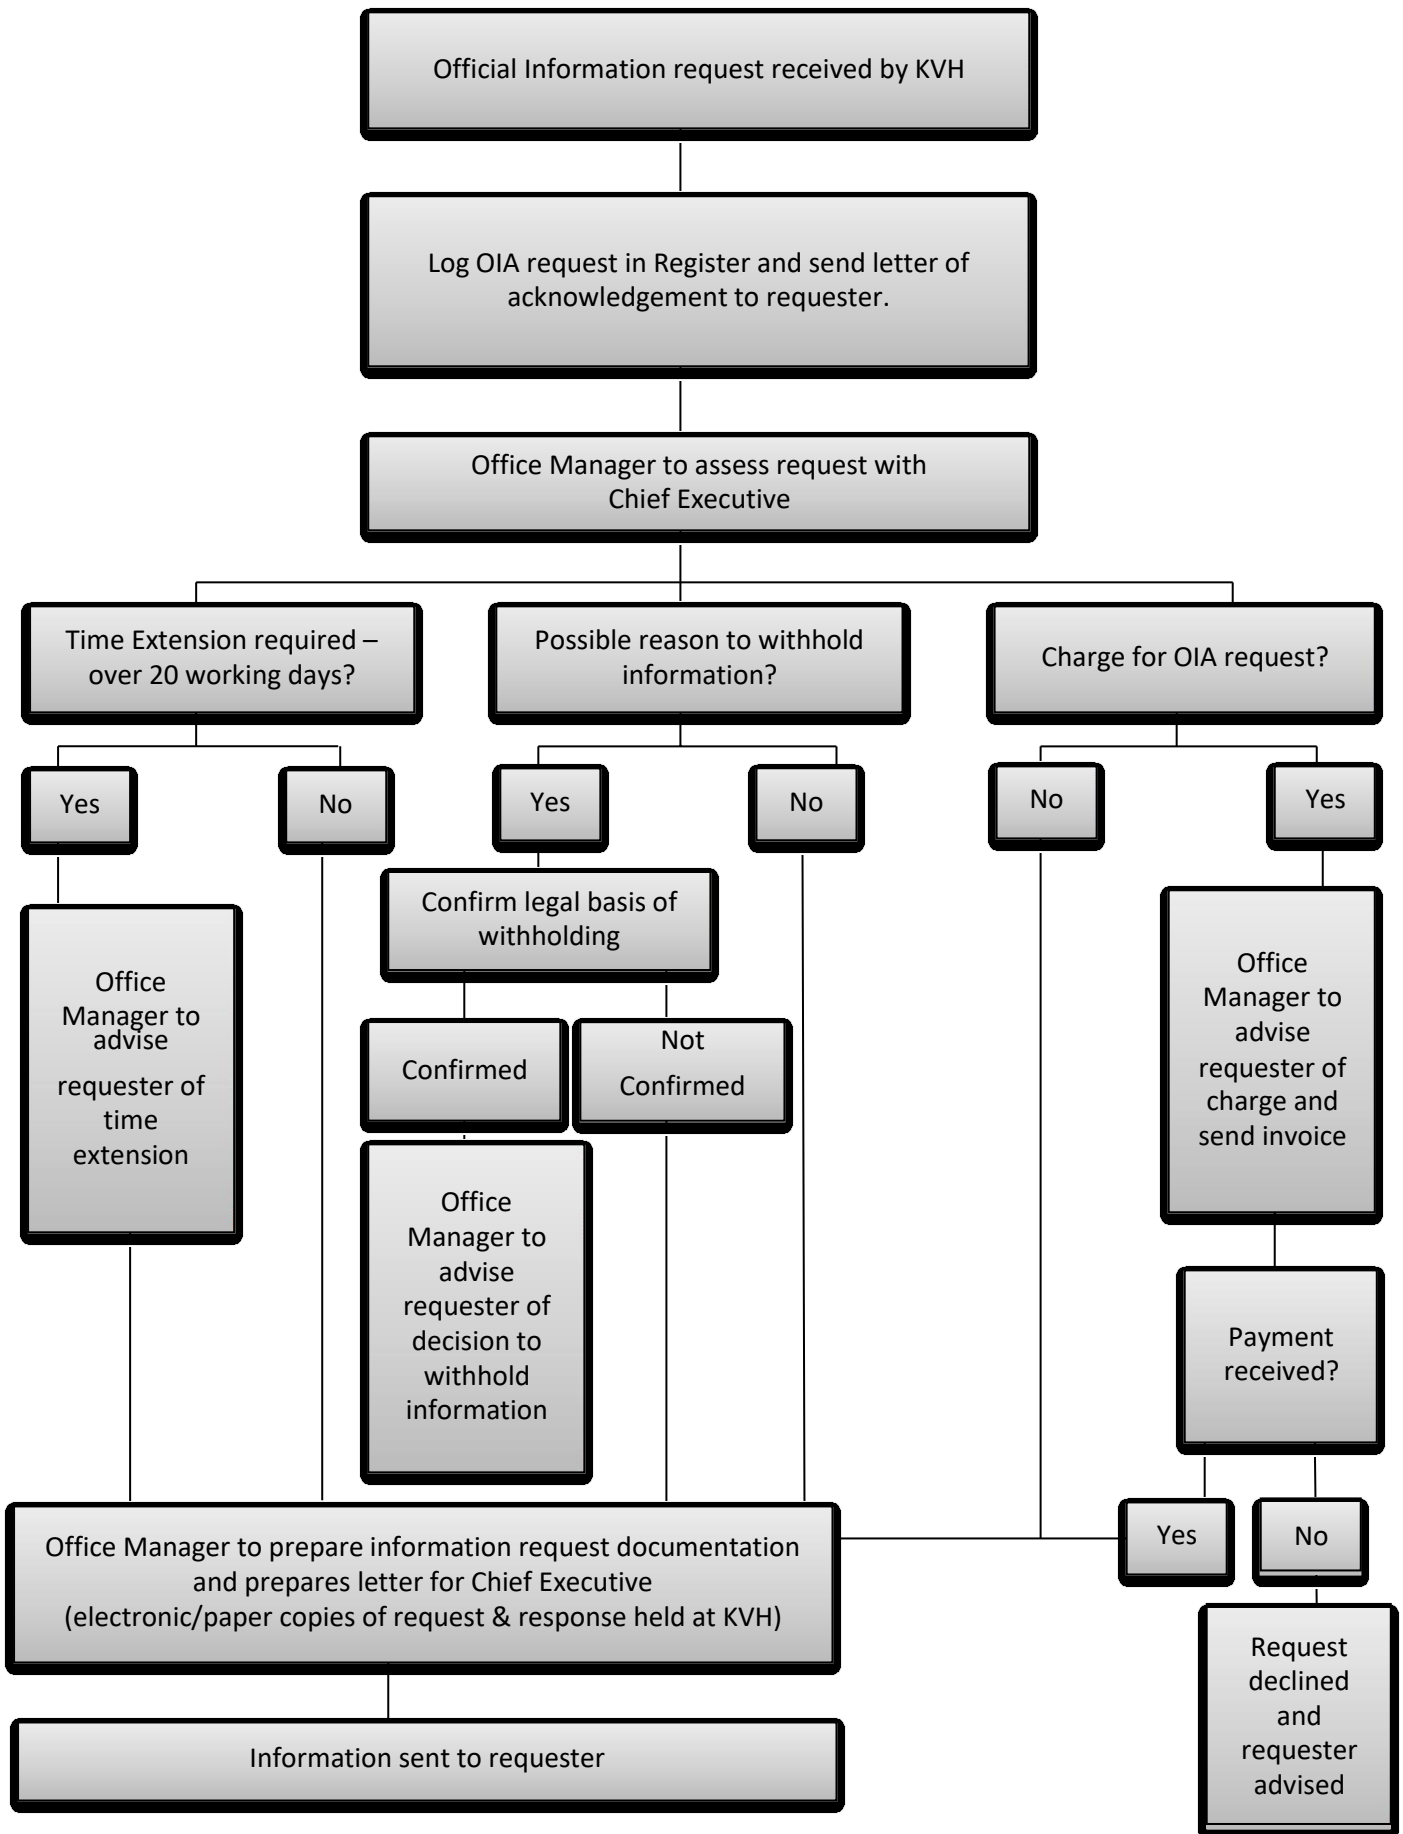 Official Information request received by KVH
Log OIA request in Register and send letter of
acknowledgement to requester.
Office Manager to assess request with
Chief Executive
Time Extension required –
over 20 working days?
Possible reason to withhold
information?
Charge for OIA request?
Yes
No
Yes
No
No
Yes
Confirm legal basis of
withholding
Office
Manager to
advise
requester of
time
extension
Confirmed
Not
Confirmed
Office
Manager to
advise
requester of
charge and
send invoice
Office
Manager to
advise
requester of
decision to
withhold
information
Payment
received?
Yes
No
Office Manager to prepare information request documentation
and prepares letter for Chief Executive
(electronic/paper copies of request & response held at KVH)
Request
declined
and
requester
advised
Information sent to requester